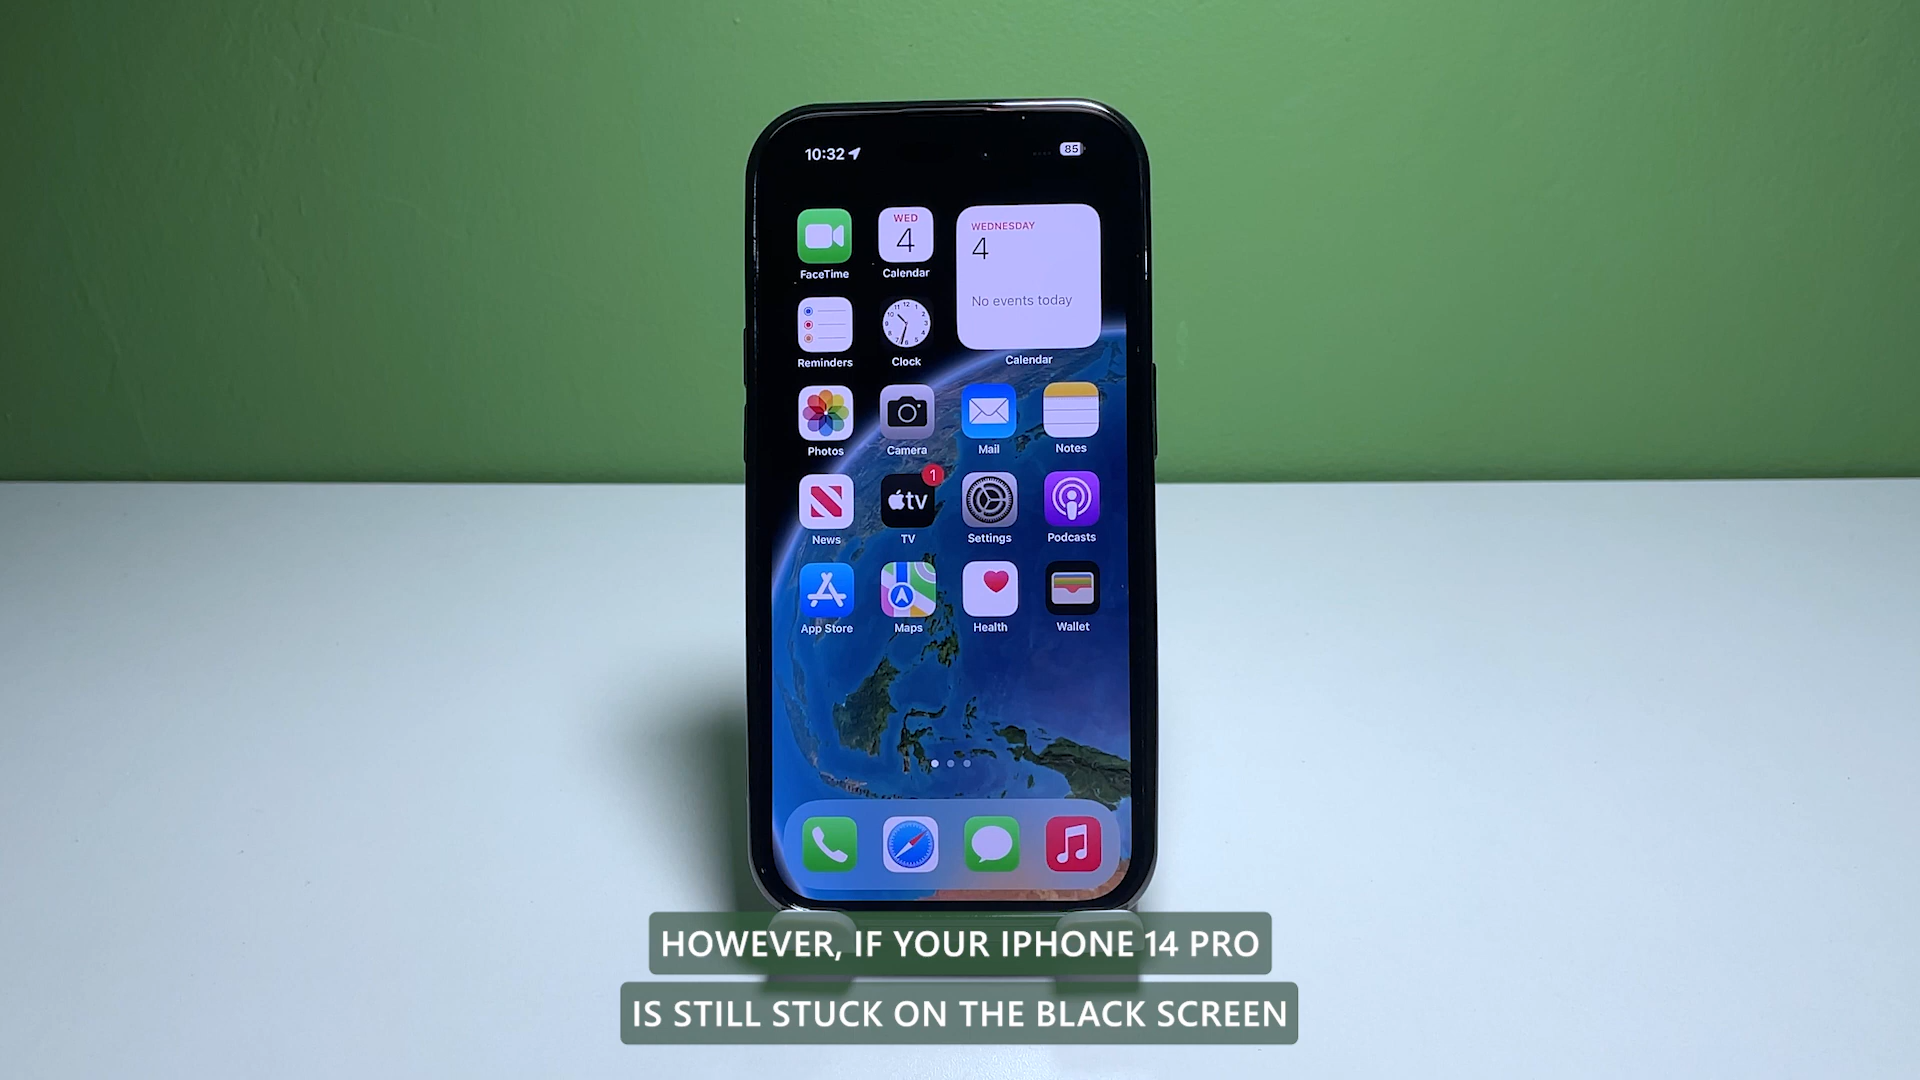 10:32
85
WED
4
Calendar
FaceTime
WEDNESDAY
4
No events today
Calendar
Reminders
Clock
Photos
Camera
Mail
Notes
1
tv
News
TV
Settings
Podcasts
App Store
Maps
Health
Wallet
HOWEVER, IF YOUR IPHONE 14 PRO
IS STILL STUCK ON THE BLACK SCREEN